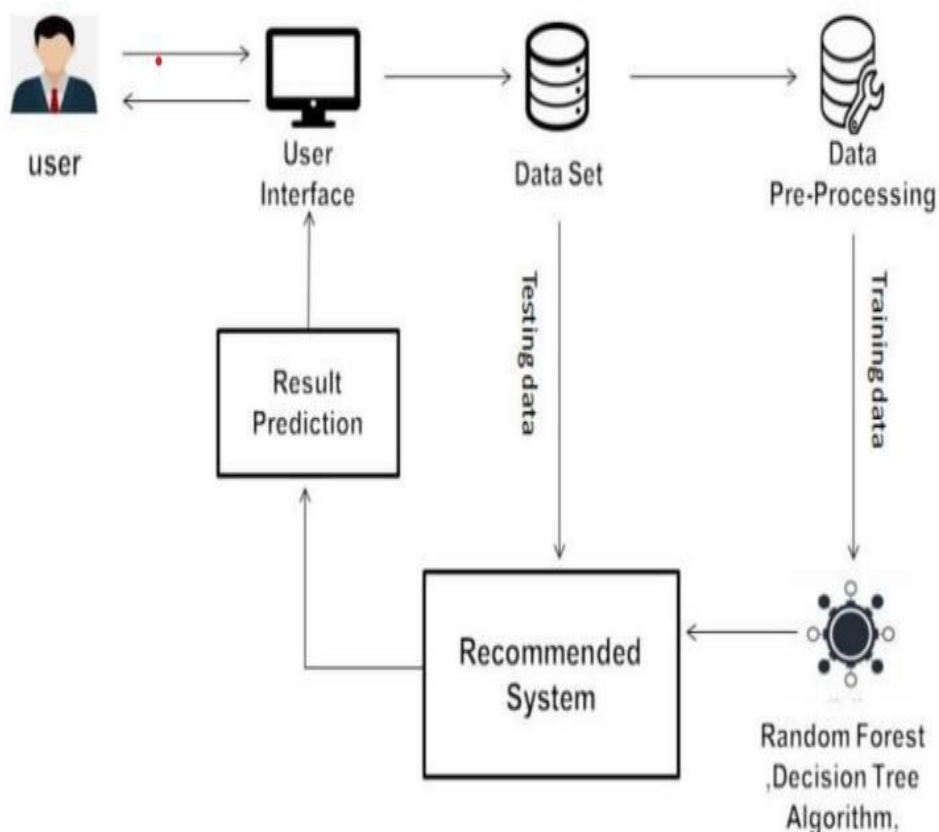 user
User
Interface
Data Set
Data
Pre-Processing
Testing data
Training data
Result
Prediction
Recommended
System
Random Forest
,Decision Tree
Algorithm,